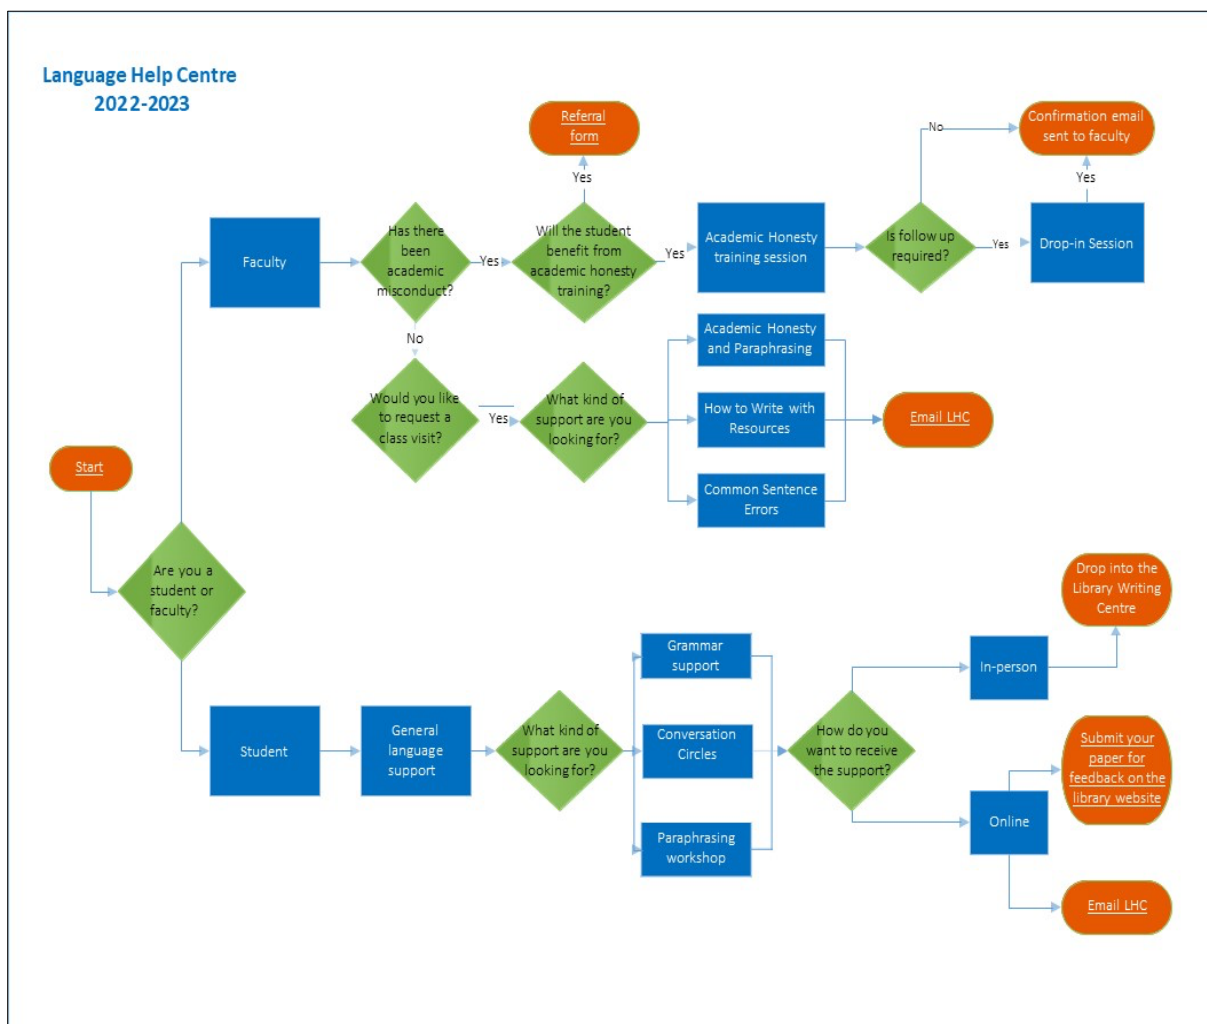 Language Help Centre
2022-2023
Referral
form
No
Confirmation email
sent to faculty
Yes
Yes
Faculty
Has there
been
academic
misconduct?
Yes
Will the student
benefit from
academic honesty
training?
Yes
Academic Honesty
training session
Is follow up
required?
Yes
Drop-in Session
No
Academic Honesty
and Paraphrasing
Would you like
to request a
class visit?
Yes
What kind of
support are you
looking for?
How to Write with
Resources
Email LHC
Common Sentence
Errors
Start
Are you a
student or
faculty?
Drop into the
Library Writing
Centre
Grammar
support
In-person
Student
General
language
support
What kind of
support are you
looking for?
Conversation
Circles
How do you
want to receive
the support?
Submit your
paper for
feedback on the
library website
Online
Paraphrasing
workshop
Email LHC